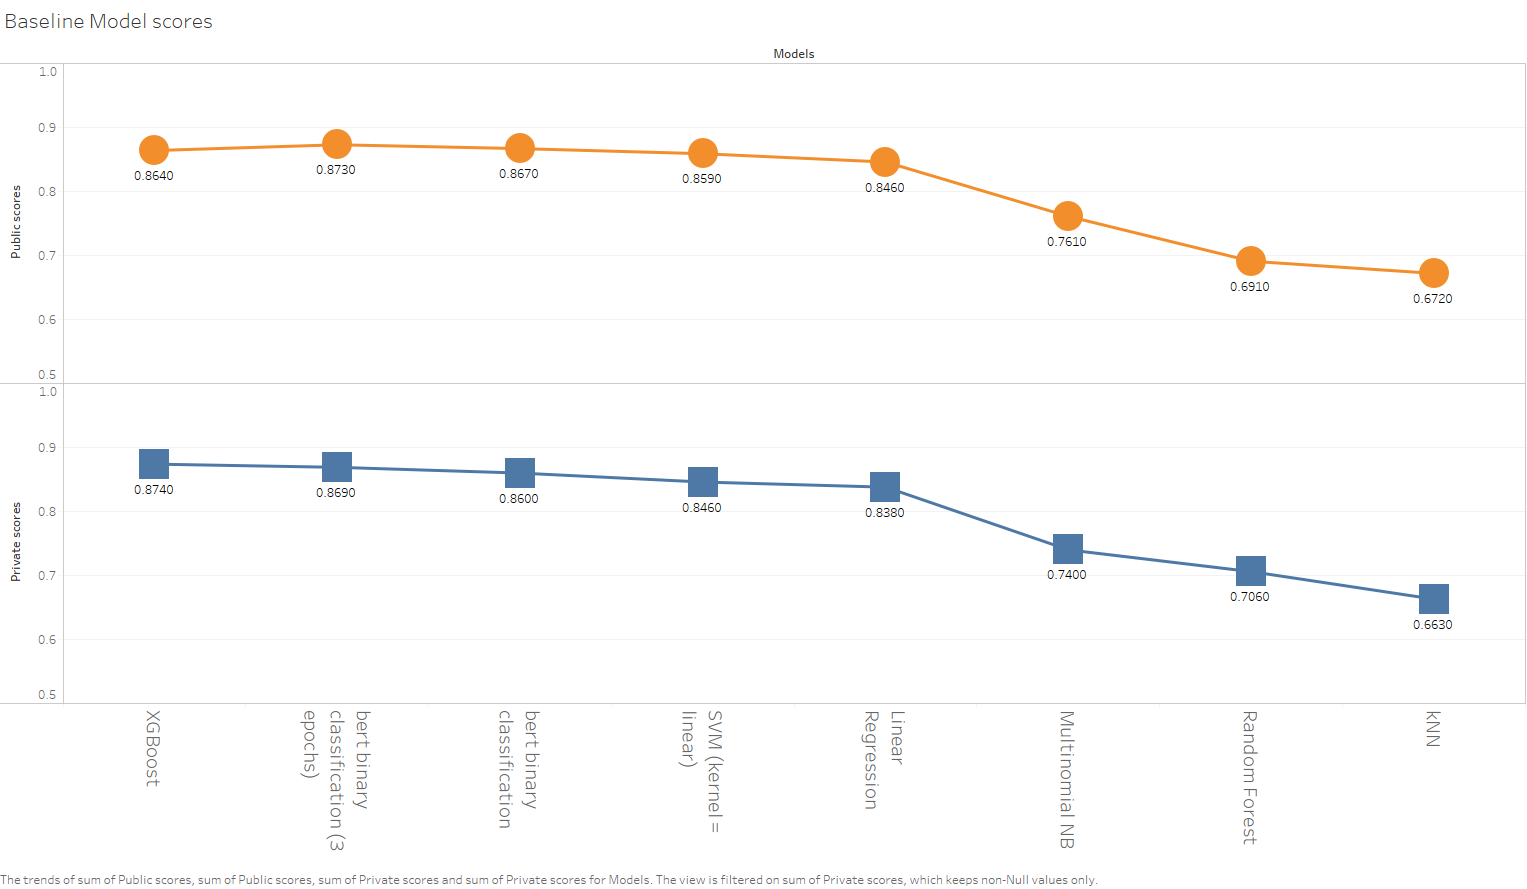 Baseline Model scores
Models
Public scores
1.0
0.9
0.8
0.7
0.6
0.5
0.8640
0.8730
0.8670
0.8590
0.8460
0.7610
0.6910
0.6720
Private scores
1.0
0.9
0.8
0.7
0.6
0.5
0.8740
0.8690
0.8600
0.8460
0.8380
0.7400
0.7060
0.6630
XGBoost
bert binary
classification (3
epochs)
bert binary
classification
SVM (kernel =
linear)
Linear
Regression
Multinomial NB
Random Forest
kNN
The trends of sum of Public scores, sum of Public scores, sum of Private scores and sum of Private scores for Models. The view is filtered on sum of Private scores, which keeps non-Null values only.